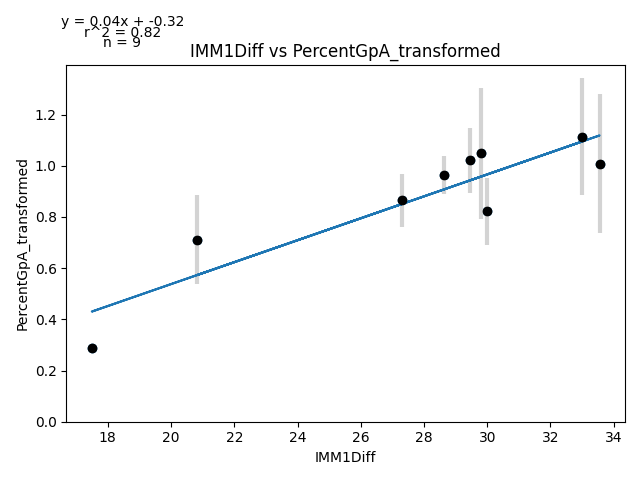 y = 0.04x + -0.32
r^2 = 0.82
n = 9
IMM1Diff vs PercentGpA_transformed
PercentGpA_transformed
1.2
1.0
0.8
0.6
0.4
0.2
0.0
18 20 22 24 26 28 30 32 34
IMM1Diff